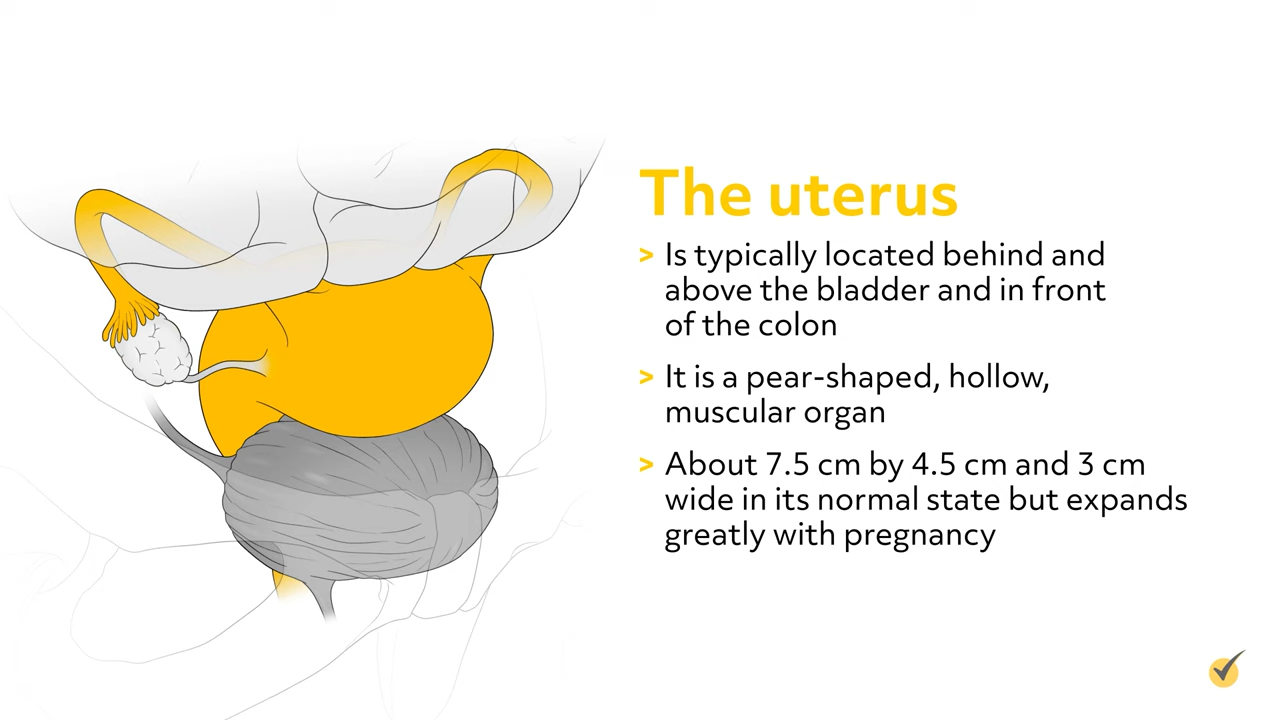 The uterus
> Is typically located behind and
above the bladder and in front
of the colon
> It is a pear-shaped, hollow,
muscular organ
> About 7.5 cm by 4.5 cm and 3 cm
wide in its normal state but expands
greatly with pregnancy